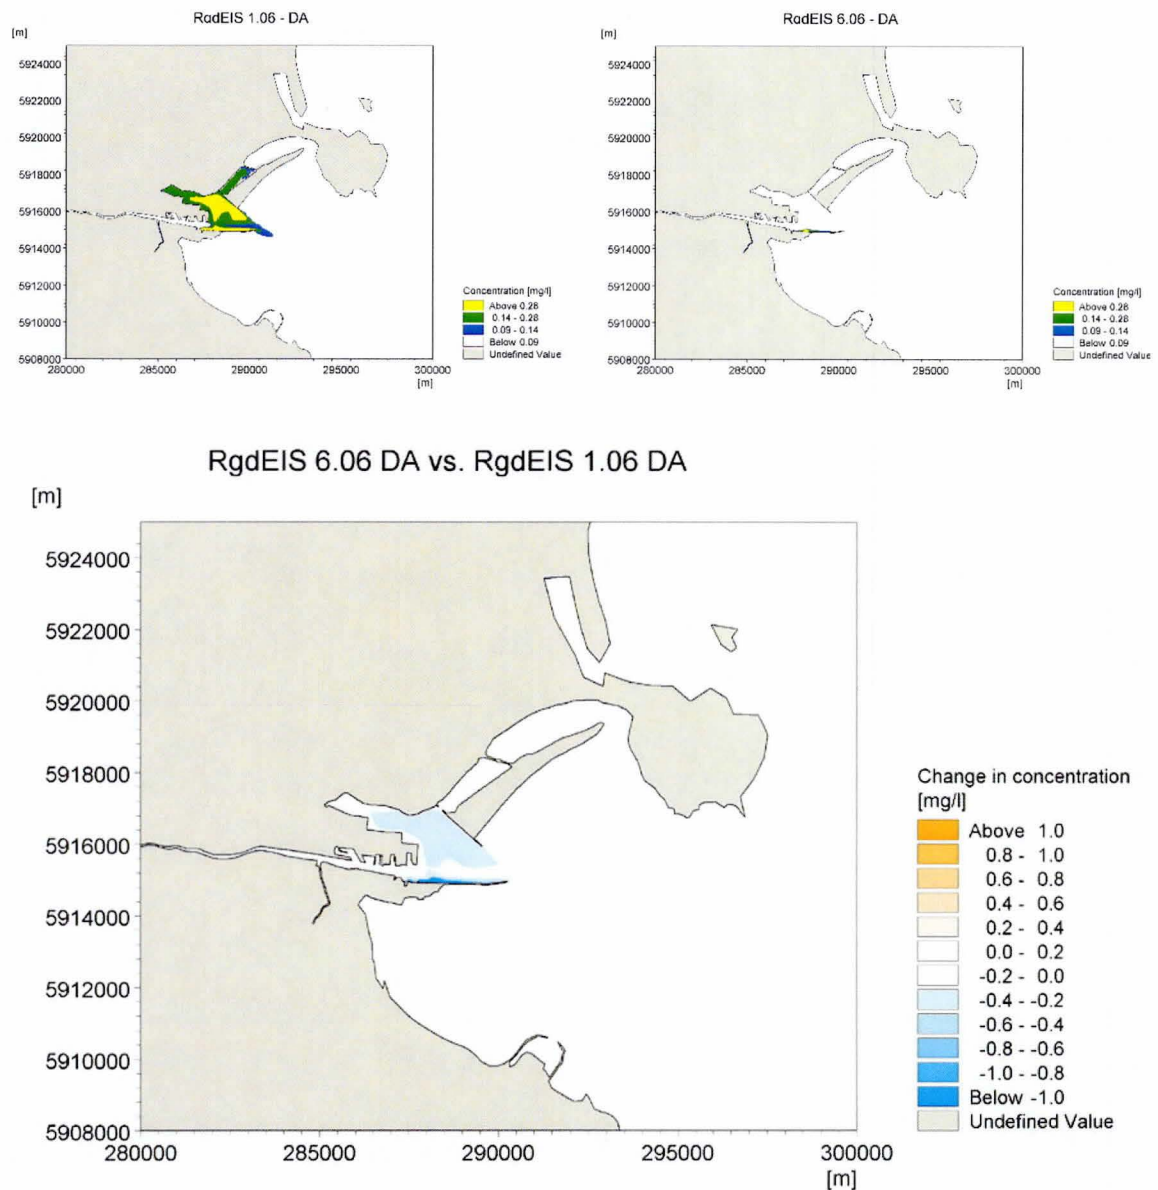 RadEIS 1.06 - DA
[m]
5924000
5922000
5920000
5918000
5916000
5914000
5912000
5910000
5908000
280000 285000 290000 295000 300000
[m]
Concentration [mg/l]
Above 0.28
0.14 - 0.28
0.09 - 0.14
Below 0.09
Undefined Value
RadEIS 6.06 - DA
[m]
5924000
5922000
5920000
5918000
5916000
5914000
5912000
5910000
5908000
280000 285000 290000 295000 300000
[m]
Concentration [mg/l]
Above 0.28
0.14 - 0.28
0.09 - 0.14
Below 0.09
Undefined Value
RgdEIS 6.06 DA vs. RgdEIS 1.06 DA
[m]
5924000
5922000
5920000
5918000
5916000
5914000
5912000
5910000
5908000
280000 285000 290000 295000 300000
[m]
Change in concentration
[mg/l]
Above 1.0
0.8 - 1.0
0.6 - 0.8
0.4 - 0.6
0.2 - 0.4
0.0 - 0.2
-0.2 - 0.0
-0.4 - -0.2
-0.6 - -0.4
-0.8 - -0.6
-1.0 - -0.8
Below -1.0
Undefined Value